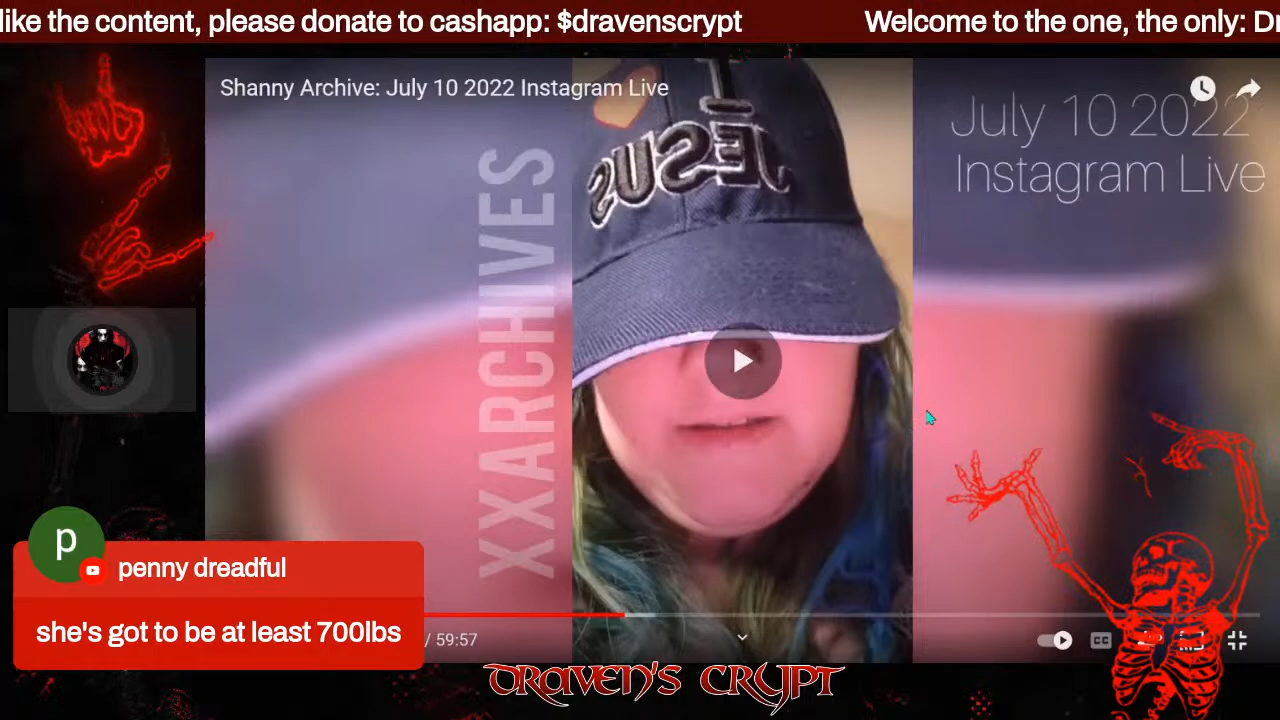 like the content, please donate to cashapp: $dravenscrypt
Welcome to the one, the only: D
Shanny Archive: July 10 2022 Instagram Live
July 10 2022
Instagram Live
I
JESUS
XXARCHIVES
p
penny dreadful
she's got to be at least 700lbs
/ 59:57
CC
DRAVEN'S CRYPT